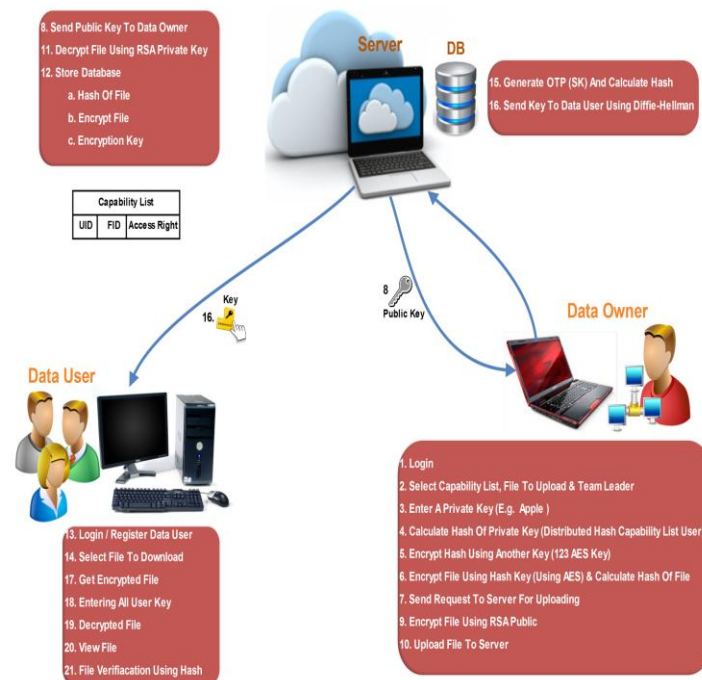 8. Send Public Key To Data Owner
11. Decrypt File Using RSA Private Key
12. Store Database
a. Hash Of File
b. Encrypt File
c. Encryption Key
Server
DB
15. Generate OTP (SK) And Calculate Hash
16. Send Key To Data User Using Diffie-Hellman
Capability List
UID FID Access Right
Key
16.
8
Public Key
Data Owner
Data User
1. Login
2. Select Capability List, File To Upload & Team Leader
3. Enter A Private Key (E.g. Apple )
4. Calculate Hash Of Private Key (Distributed Hash Capability List User
5. Encrypt Hash Using Another Key (123 AES Key)
6. Encrypt File Using Hash Key (Using AES) & Calculate Hash Of File
7. Send Request To Server For Uploading
9. Encrypt File Using RSA Public
10. Upload File To Server
13. Login / Register Data User
14. Select File To Download
17. Get Encrypted File
18. Entering All User Key
19. Decrypted File
20. View File
21. File Verifiacation Using Hash